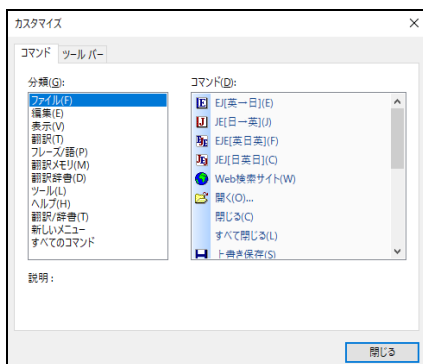 カスタマイズ
コマンド ツール バー
分類(G):
ファイル(F)
編集(E)
表示(V)
翻訳(T)
フレーズ/語(P)
翻訳メモリ(M)
翻訳辞書(D)
ツール(L)
ヘルプ(H)
翻訳/辞書(T)
新しいメニュー
すべてのコマンド
コマンド(D):
EJ[英→日](E)
JE[日→英](J)
EJE[英日英](F)
JEJ[日英日](C)
Web検索サイト(W)
開く(O)...
閉じる(C)
すべて閉じる(L)
上書き保存(S)
説明:
閉じる